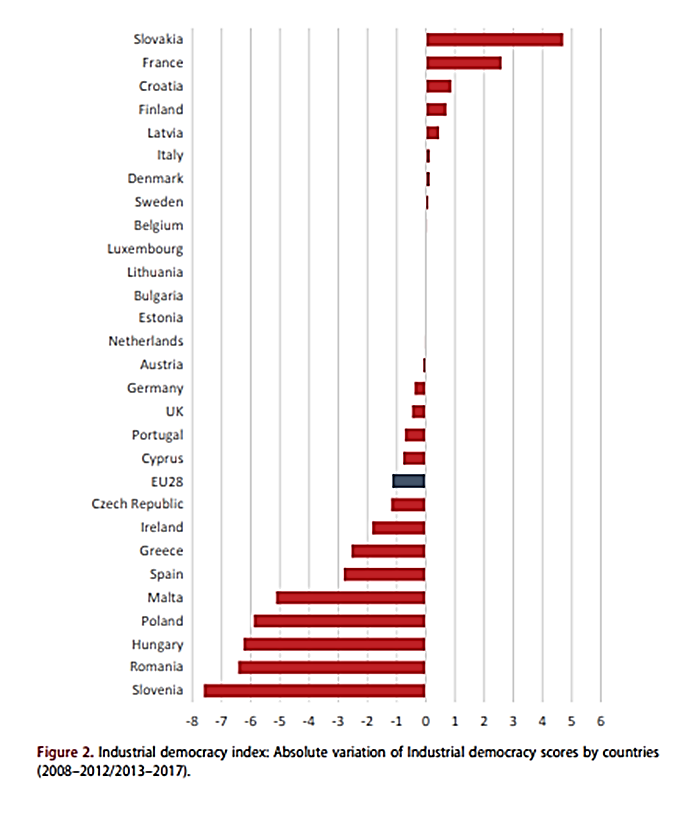 Slovakia
France
Croatia
Finland
Latvia
Italy
Denmark
Sweden
Belgium
Luxembourg
Lithuania
Bulgaria
Estonia
Netherlands
Austria
Germany
UK
Portugal
Cyprus
EU28
Czech Republic
Ireland
Greece
Spain
Malta
Poland
Hungary
Romania
Slovenia
-8 -7 -6 -5 -4 -3 -2 -1 0 1 2 3 4 5 6
Figure 2. Industrial democracy index: Absolute variation of Industrial democracy scores by countries
(2008–2012/2013–2017).